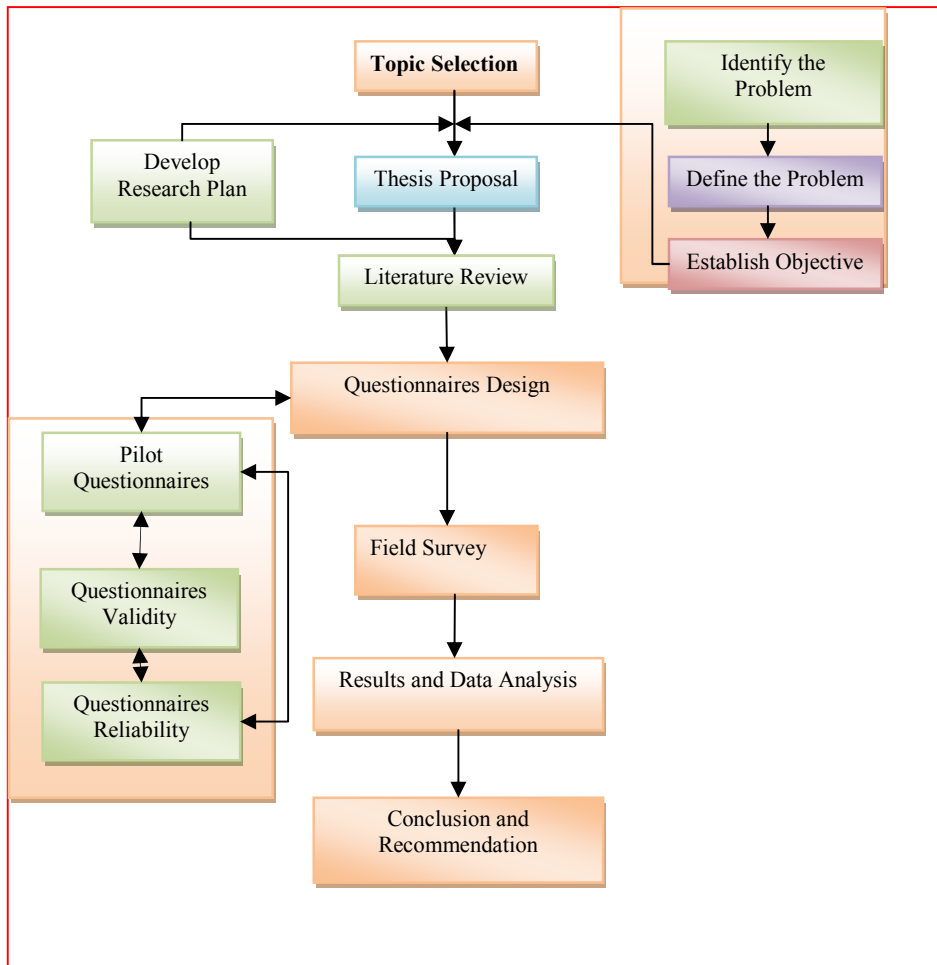 Topic Selection
Identify the
Problem
Develop
Research Plan
Thesis Proposal
Define the Problem
Establish Objective
Literature Review
Questionnaires Design
Pilot
Questionnaires
Field Survey
Questionnaires
Validity
Results and Data Analysis
Questionnaires
Reliability
Conclusion and
Recommendation